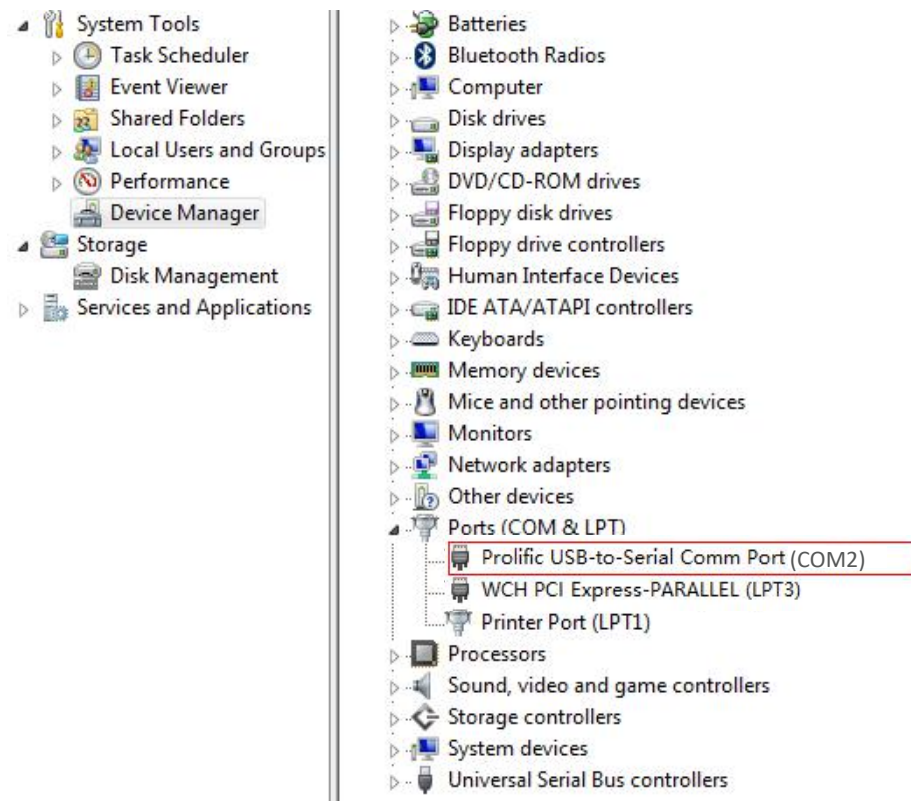 System Tools
Task Scheduler
Event Viewer
Shared Folders
Local Users and Groups
Performance
Device Manager
Storage
Disk Management
Services and Applications
Batteries
Bluetooth Radios
Computer
Disk drives
Display adapters
DVD/CD-ROM drives
Floppy disk drives
Floppy drive controllers
Human Interface Devices
IDE ATA/ATAPI controllers
Keyboards
Memory devices
Mice and other pointing devices
Monitors
Network adapters
Other devices
Ports (COM & LPT)
Prolific USB-to-Serial Comm Port (COM2)
WCH PCI Express-PARALLEL (LPT3)
Printer Port (LPT1)
Processors
Sound, video and game controllers
Storage controllers
System devices
Universal Serial Bus controllers